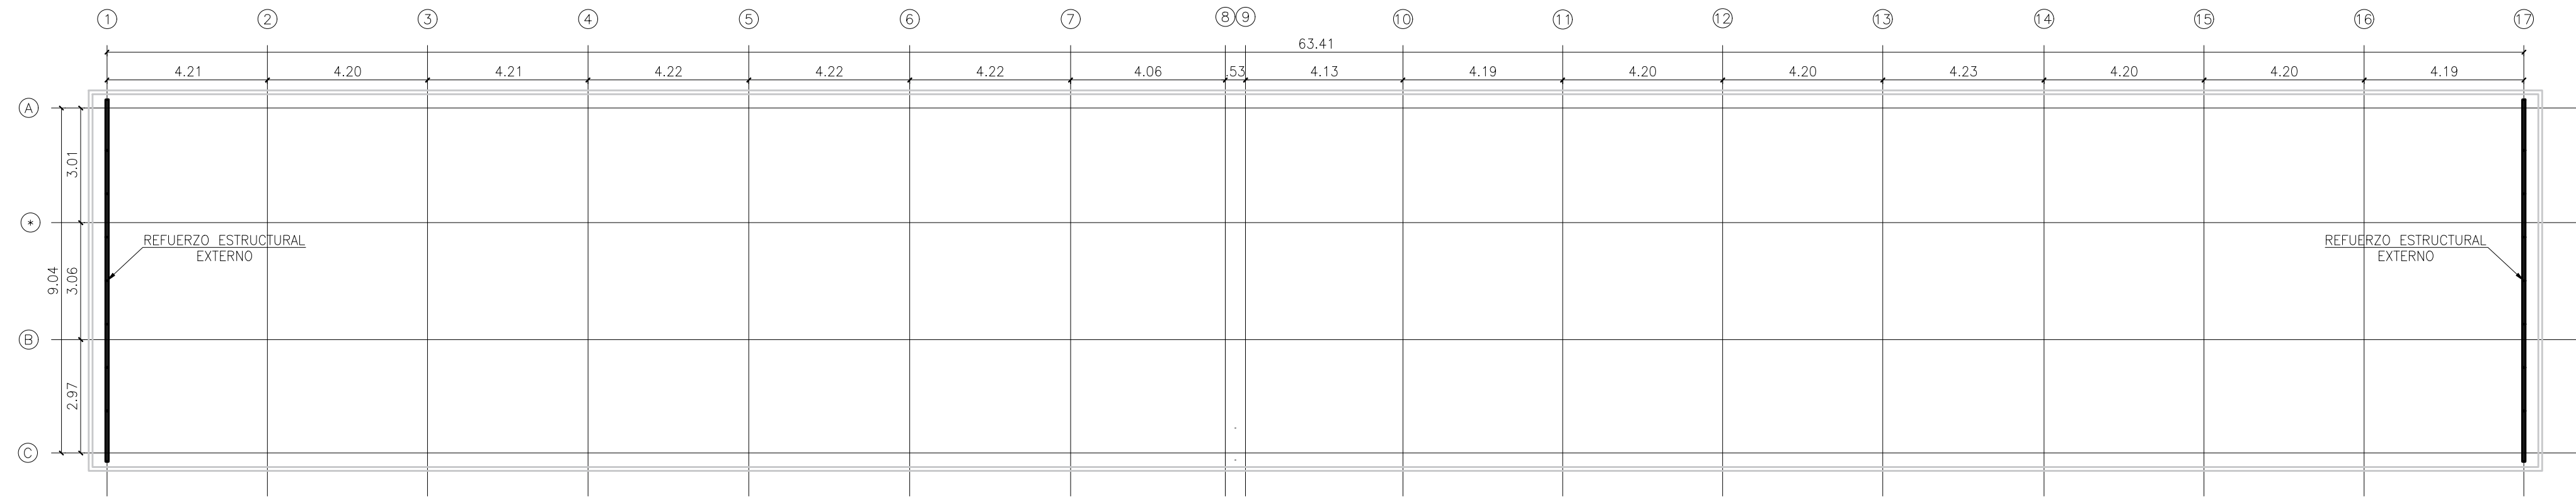 1 2 3 4 5 6 7 8 9 10 11 12 13 14 15 16 17
63.41
4.21 4.20 4.21 4.22 4.22 4.22 4.06 .53 4.13 4.19 4.20 4.20 4.23 4.20 4.20 4.19
A
3.01
*
REFUERZO ESTRUCTURAL
EXTERNO
REFUERZO ESTRUCTURAL
EXTERNO
9.04
3.06
B
2.97
C